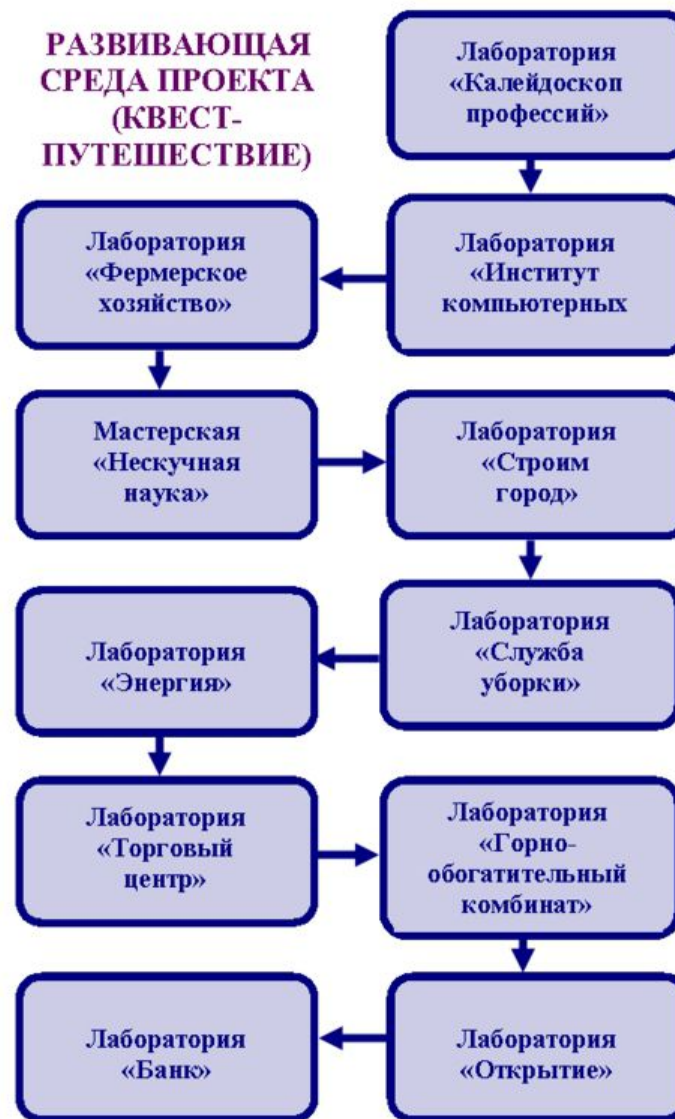 РАЗВИВАЮЩАЯ
СРЕДА ПРОЕКТА
(КВЕСТ-
ПУТЕШЕСТВИЕ)
Лаборатория
«Калейдоскоп
профессий»
Лаборатория
«Институт
компьютерных
Лаборатория
«Фермерское
хозяйство»
Мастерская
«Нескучная
наука»
Лаборатория
«Строим
город»
Лаборатория
«Служба
уборки»
Лаборатория
«Энергия»
Лаборатория
«Торговый
центр»
Лаборатория
«Горно-
обогатительный
комбинат»
Лаборатория
«Открытие»
Лаборатория
«Банк»